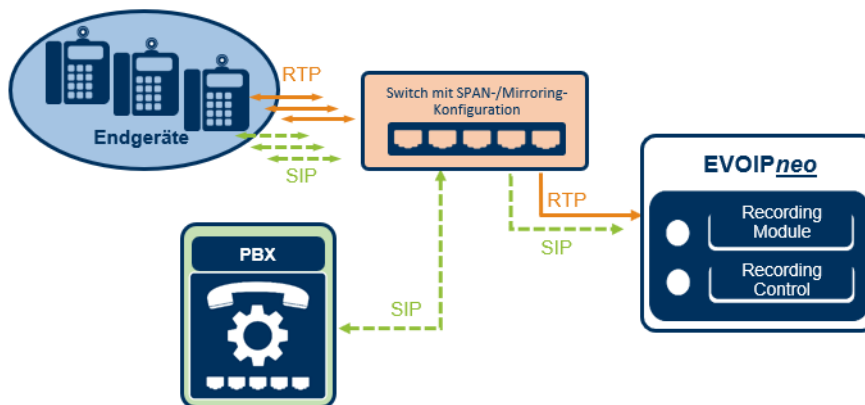 RTP
Endgeräte
SIP
Switch mit SPAN-/Mirroring-
Konfiguration
EVOIPneo
RTP
Recording
Module
SIP
Recording
Control
PBX
SIP